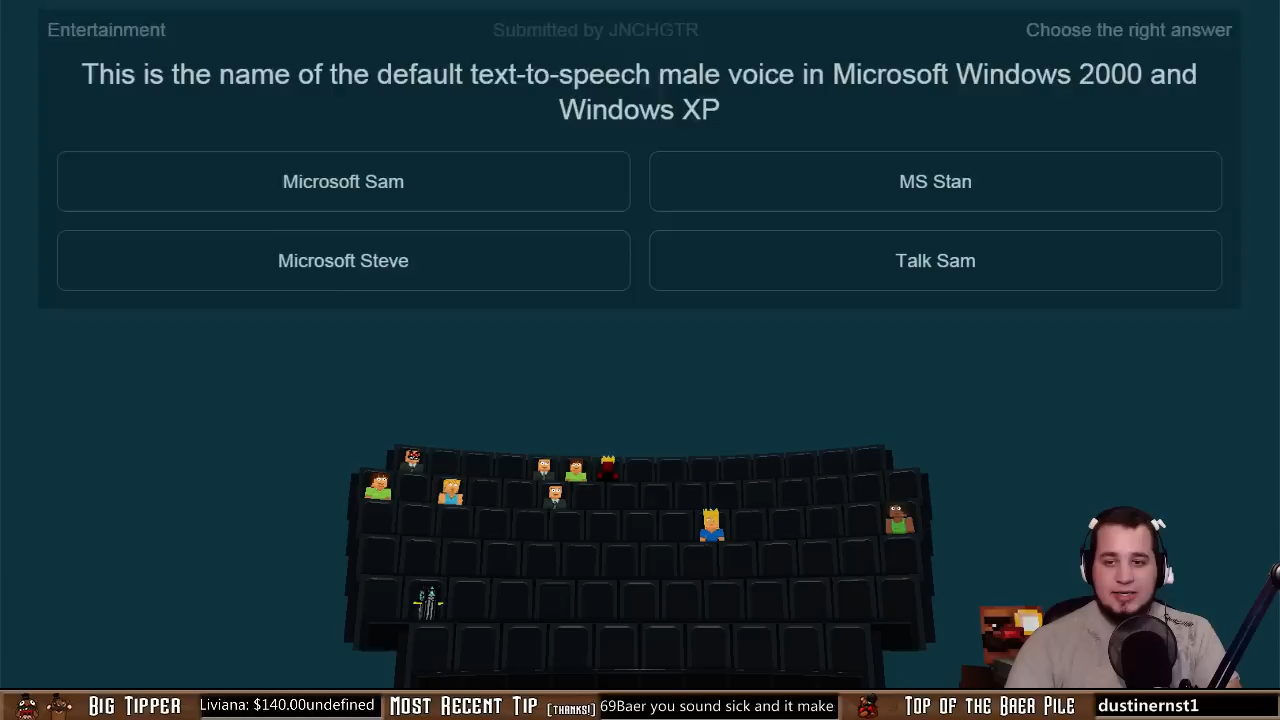 Entertainment
Submitted by JNCHGTR
Choose the right answer
This is the name of the default text-to-speech male voice in Microsoft Windows 2000 and
Windows XP
Microsoft Sam
MS Stan
Microsoft Steve
Talk Sam
Big Tipper
Liviana: $140.00undefined
Most Recent Tip [Thanks!]
69Baer you sound sick and it make
Top of the Baer Pile
dustinernst1